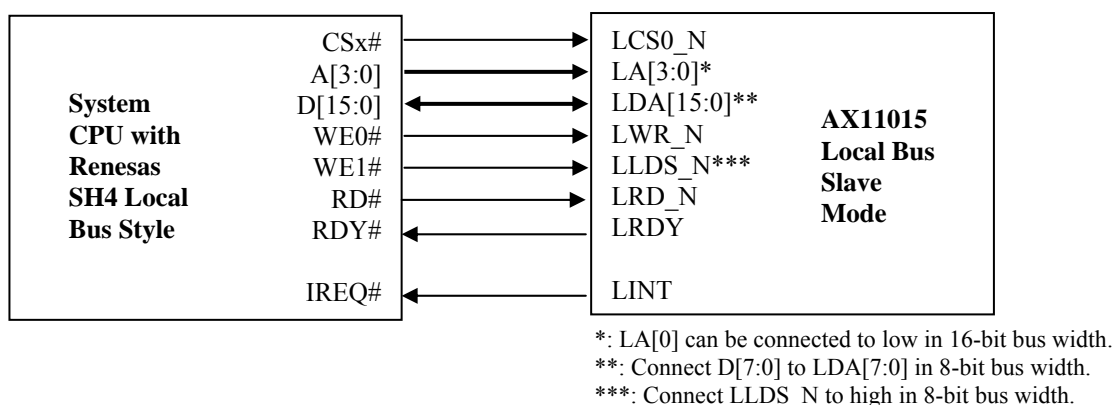 System
CPU with
Renesas
SH4 Local
Bus Style
CSx#
A[3:0]
D[15:0]
WE0#
WE1#
RD#
RDY#
IREQ#
LCS0_N
LA[3:0]*
LDA[15:0]**
LWR_N
LLDS_N***
LRD_N
LRDY
LINT
AX11015
Local Bus
Slave
Mode
*: LA[0] can be connected to low in 16-bit bus width.
**: Connect D[7:0] to LDA[7:0] in 8-bit bus width.
***: Connect LLDS_N to high in 8-bit bus width.